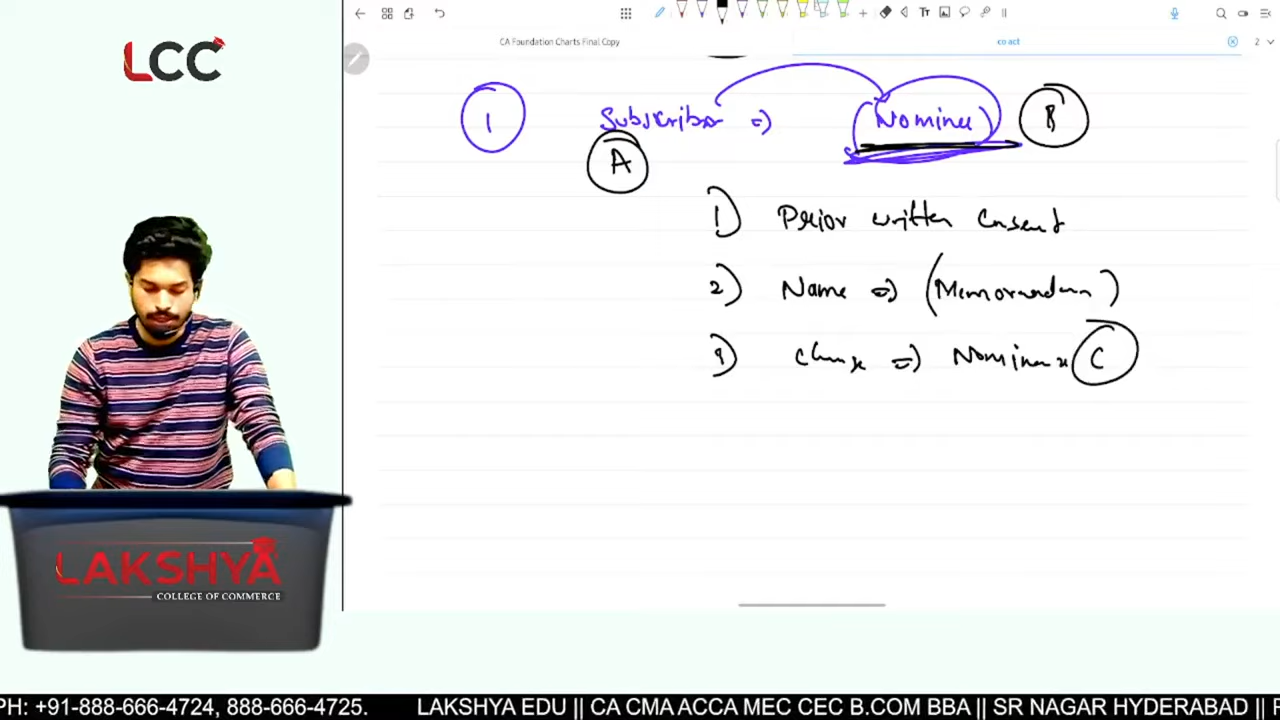 LCC
CA Foundation Charts Final Copy
co act
2
1 Subscriber => (Nominee) B
A
1) Prior written Consent
2) Name => (Memorandum)
3) Change => Nominee C
LAKSHYA
COLLEGE OF COMMERCE
PH: +91-888-666-4724, 888-666-4725. LAKSHYA EDU || CA CMA ACCA MEC CEC B.COM BBA || SR NAGAR HYDERABAD ||